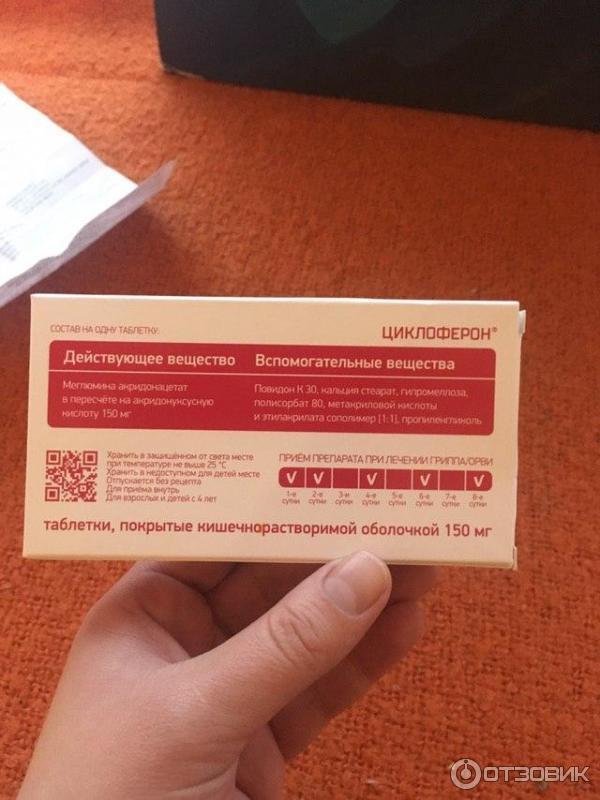 СОСТАВ НА ОДНУ ТАБЛЕТКУ:
ЦИКЛОФЕРОН®
Действующее вещество
Меглюмина акридонацетат
в пересчёте на акридонуксусную
кислоту 150 мг
Вспомогательные вещества
Повидон К 30, кальция стеарат, гипромеллоза,
полисорбат 80, метакриловой кислоты
и этилакрилата сополимер [1:1], пропиленгликоль
Хранить в защищённом от света месте
при температуре не выше 25 °С
Хранить в недоступном для детей месте
Отпускается без рецепта
Для приёма внутрь
Для взрослых и детей с 4 лет
ПРИЁМ ПРЕПАРАТА ПРИ ЛЕЧЕНИИ ГРИППА/ОРВИ
1-е сутки 2-е сутки 3-и сутки 4-е сутки 5-е сутки 6-е сутки 7-е сутки 8-е сутки
таблетки, покрытые кишечнорастворимой оболочкой 150 мг
ОТЗОВИК